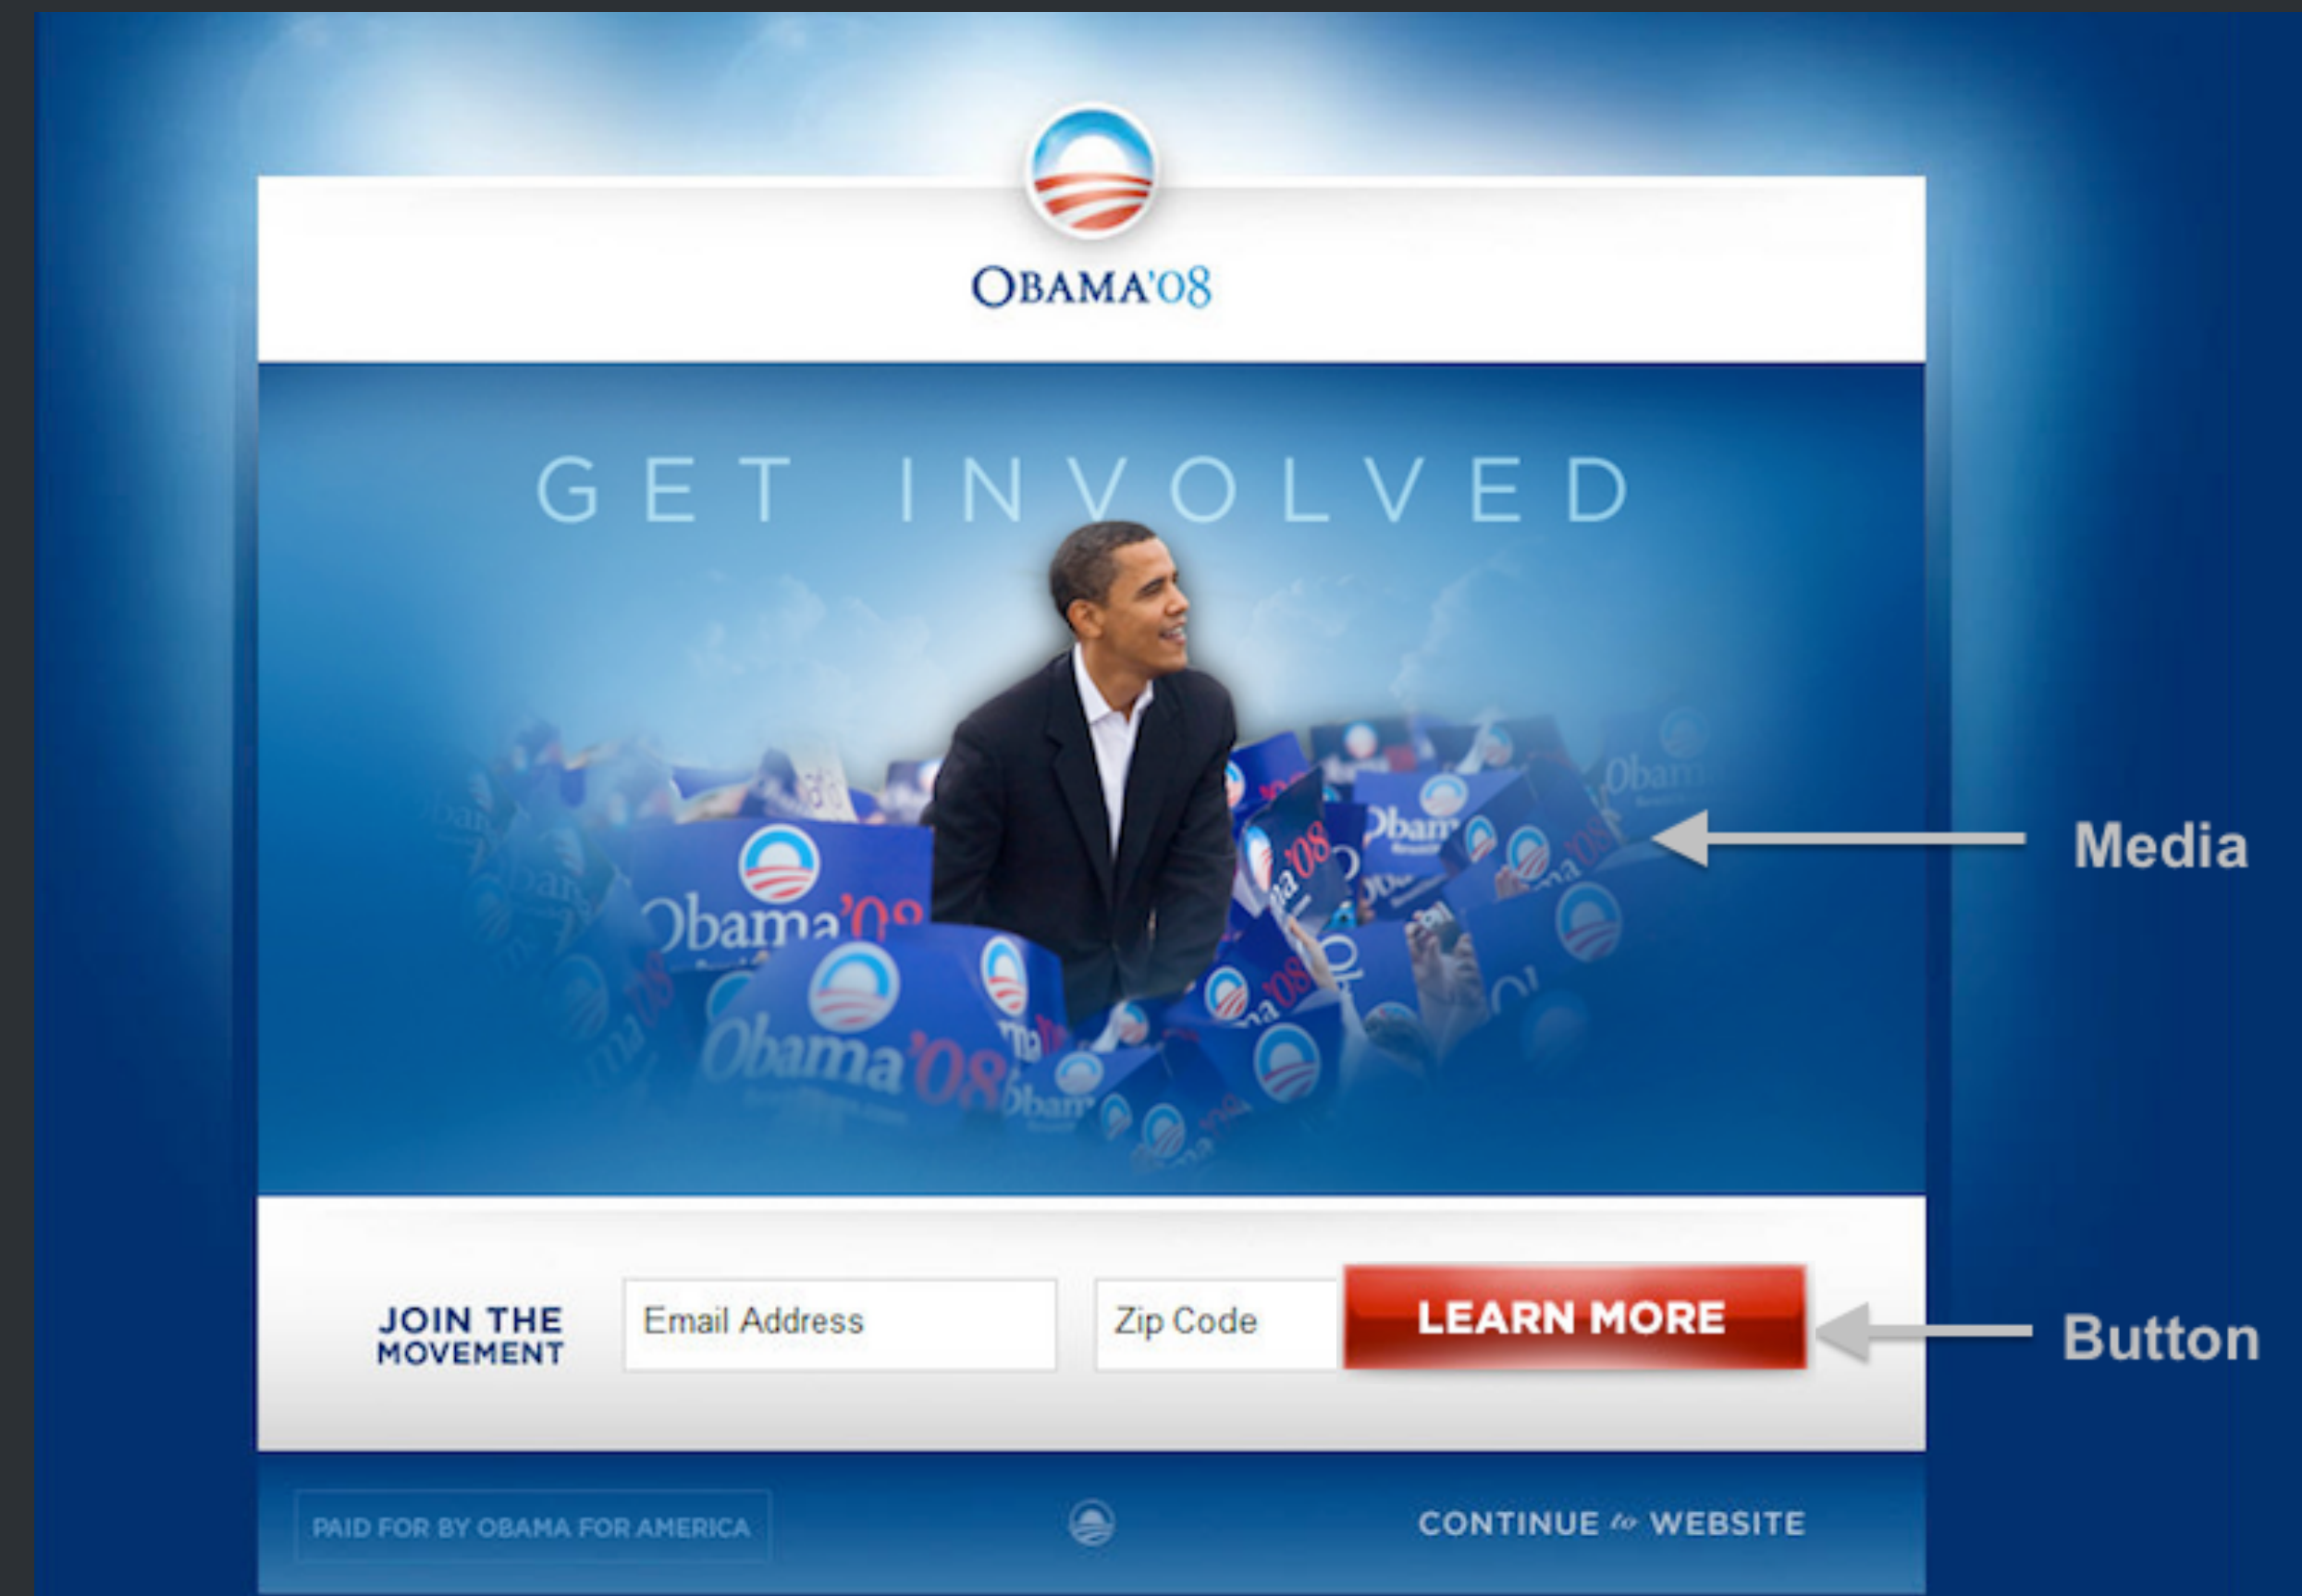 OBAMA'08
GET INVOLVED
Obama'08
Obama'08
Media
JOIN THE
MOVEMENT
Email Address
Zip Code
LEARN MORE
Button
PAID FOR BY OBAMA FOR AMERICA
CONTINUE to WEBSITE